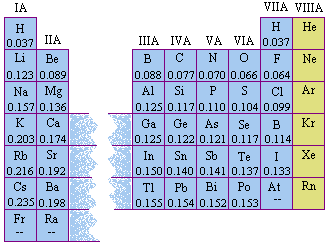 IA VIIA VIIIA
H H He
0.037 IIA IIIA IVA VA VIA 0.037
Li Be B C N O F Ne
0.123 0.089 0.088 0.077 0.070 0.066 0.064
Na Mg Al Si P S Cl Ar
0.157 0.136 0.125 0.117 0.110 0.104 0.099
K Ca Ga Ge As Se B Kr
0.203 0.174 0.125 0.122 0.121 0.117 0.114
Rb Sr In Sn Sb Te I Xe
0.216 0.192 0.150 0.140 0.141 0.137 0.133
Cs Ba Tl Pb Bi Po At Rn
0.235 0.198 0.155 0.154 0.152 0.153 --
Fr Ra
-- --